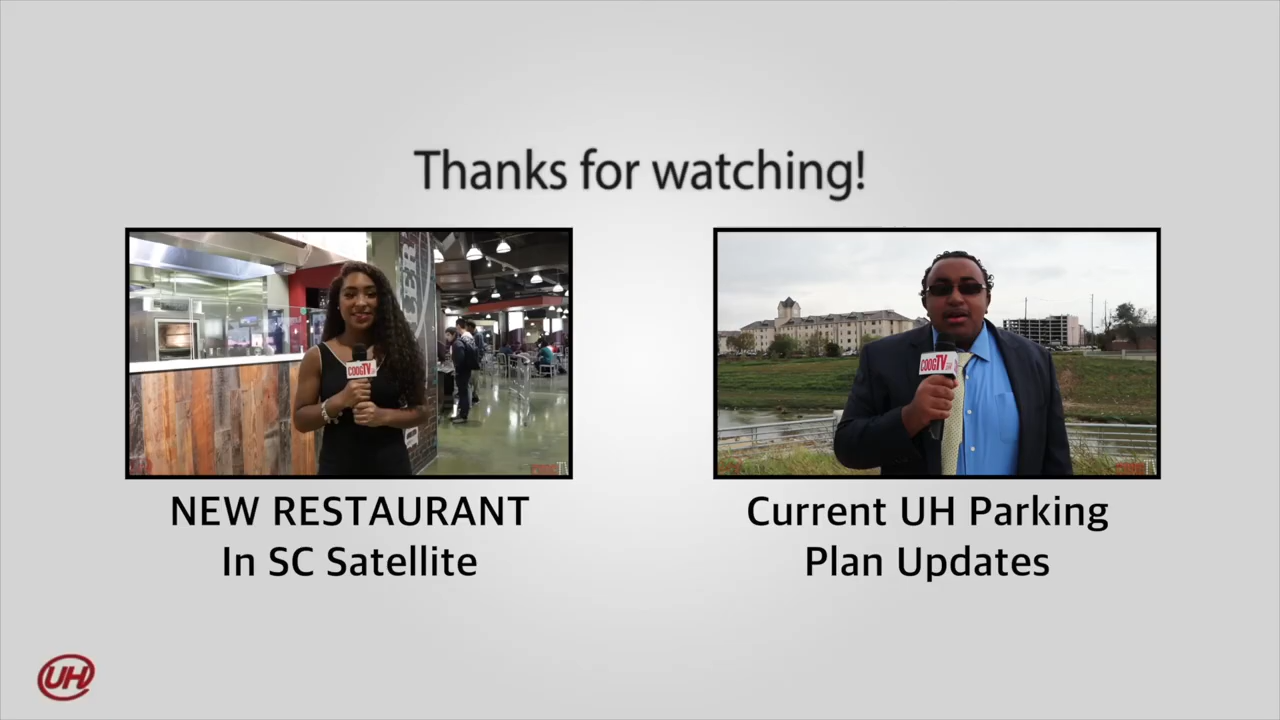 Thanks for watching!
COOGTV
COOGTV
NEW RESTAURANT
In SC Satellite
Current UH Parking
Plan Updates
UH